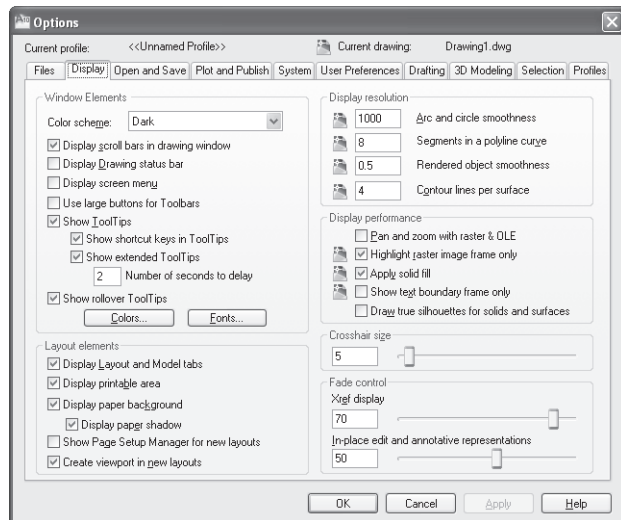 Options
Current profile: <<Unnamed Profile>> Current drawing: Drawing1.dwg
Files Display Open and Save Plot and Publish System User Preferences Drafting 3D Modeling Selection Profiles
Window Elements
Color scheme: Dark
Display scroll bars in drawing window
Display Drawing status bar
Display screen menu
Use large buttons for Toolbars
Show ToolTips
Show shortcut keys in ToolTips
Show extended ToolTips
2 Number of seconds to delay
Show rollover ToolTips
Colors... Fonts...
Layout elements
Display Layout and Model tabs
Display printable area
Display paper background
Display paper shadow
Show Page Setup Manager for new layouts
Create viewport in new layouts
Display resolution
1000 Arc and circle smoothness
8 Segments in a polyline curve
0.5 Rendered object smoothness
4 Contour lines per surface
Display performance
Pan and zoom with raster & OLE
Highlight raster image frame only
Apply solid fill
Show text boundary frame only
Draw true silhouettes for solids and surfaces
Crosshair size
5
Fade control
Xref display
70
In-place edit and annotative representations
50
OK Cancel Apply Help